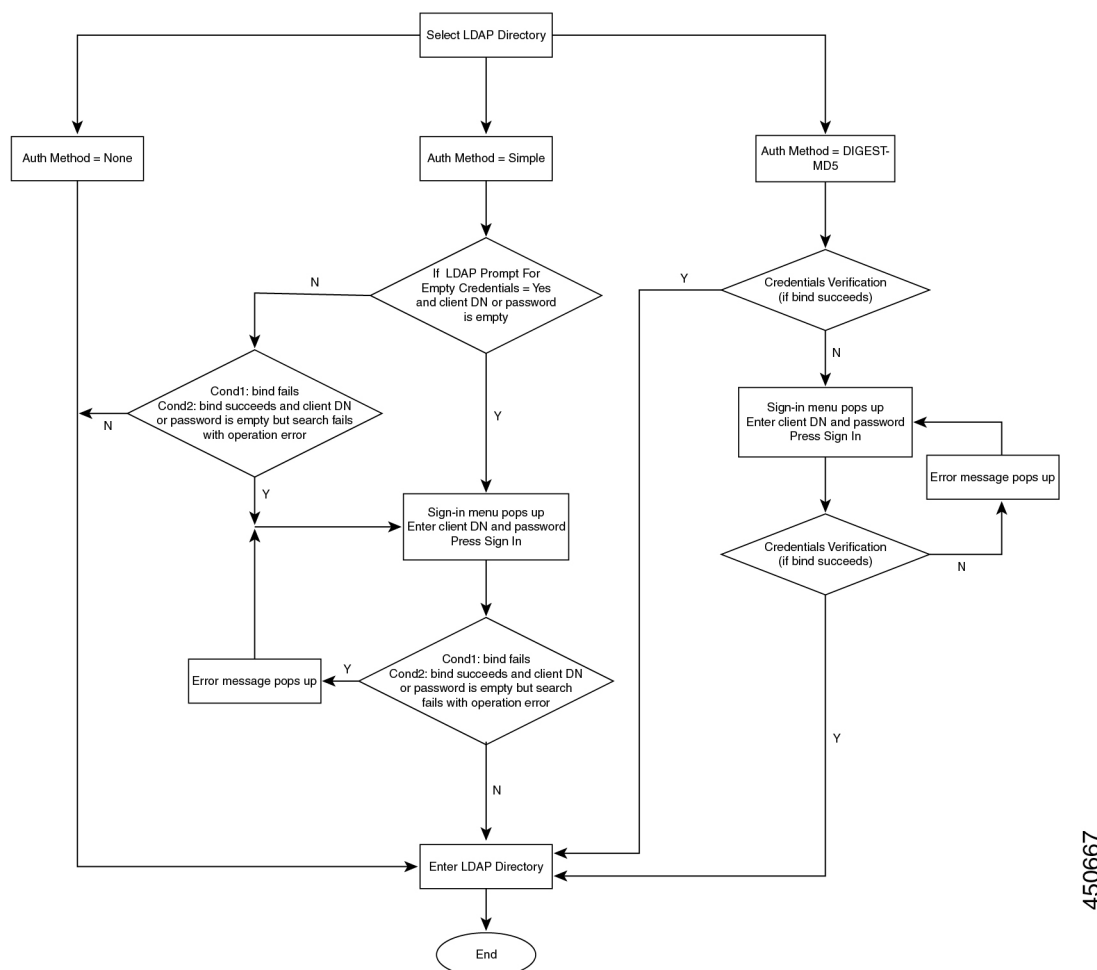 Select LDAP Directory
Auth Method = None
Auth Method = Simple
Auth Method = DIGEST-
MD5
If LDAP Prompt For
Empty Credentials = Yes
and client DN or password
is empty
N
Y
Credentials Verification
(if bind succeeds)
Y
N
Cond1: bind fails
Cond2: bind succeeds and client DN
or password is empty but search fails
with operation error
N
Y
Sign-in menu pops up
Enter client DN and password
Press Sign In
Error message pops up
Sign-in menu pops up
Enter client DN and password
Press Sign In
Credentials Verification
(if bind succeeds)
N
Y
Cond1: bind fails
Cond2: bind succeeds and client DN
or password is empty but search
fails with operation error
Y
Error message pops up
N
Enter LDAP Directory
End
450667